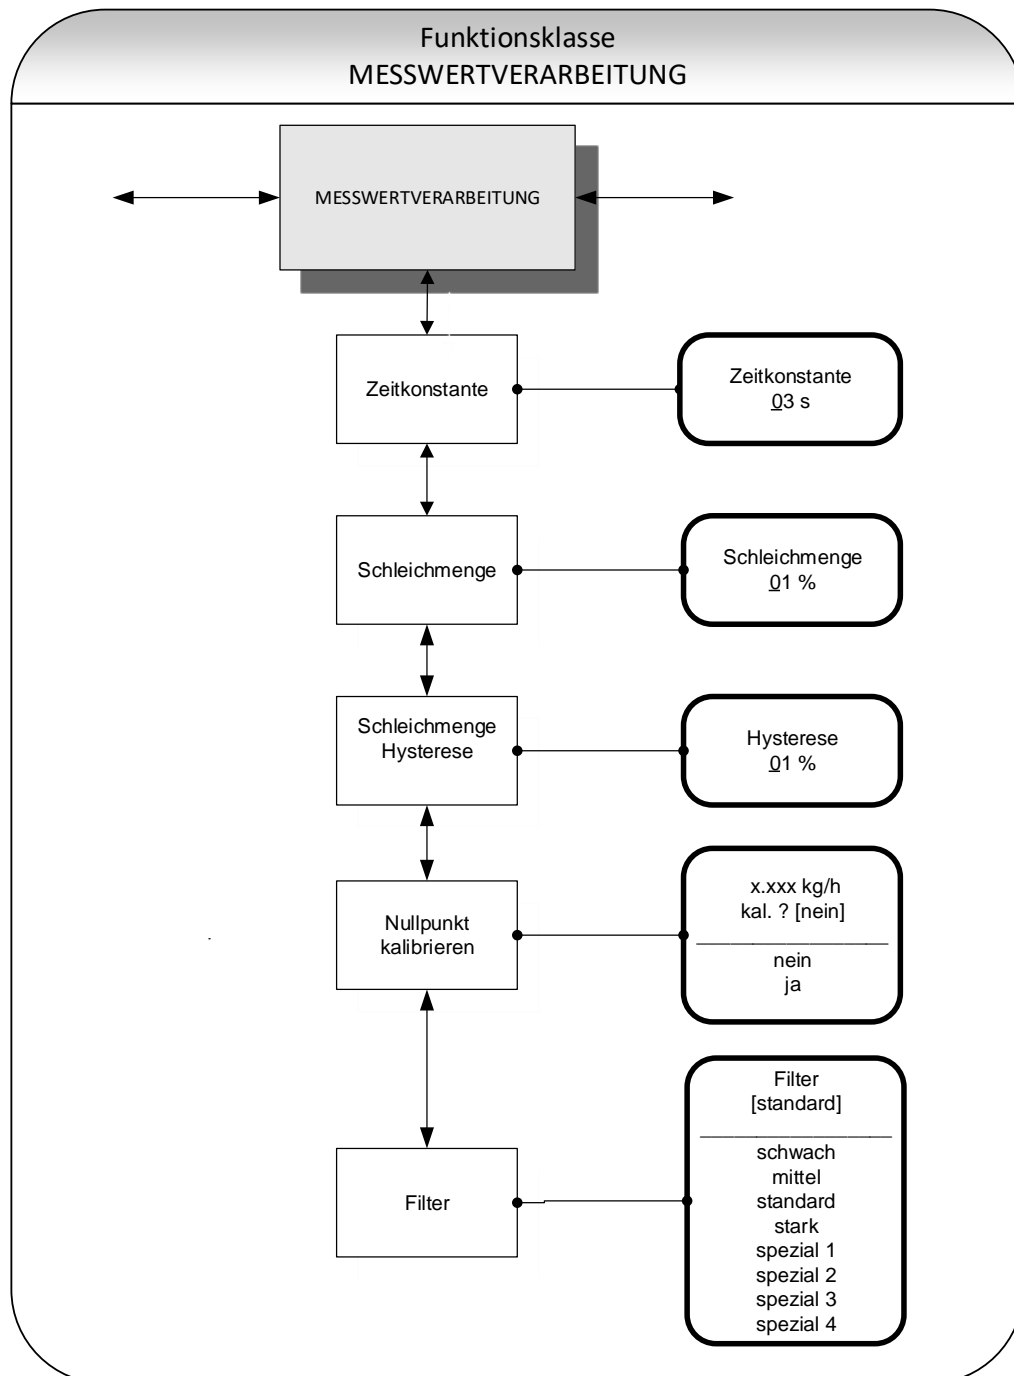 Funktionsklasse
MESSWERTVERARBEITUNG
MESSWERTVERARBEITUNG
Zeitkonstante
Zeitkonstante
03 s
Schleichmenge
Schleichmenge
01 %
Schleichmenge
Hysterese
Hysterese
01 %
Nullpunkt
kalibrieren
x.xxx kg/h
kal. ? [nein]
nein
ja
Filter
Filter
[standard]
schwach
mittel
standard
stark
spezial 1
spezial 2
spezial 3
spezial 4